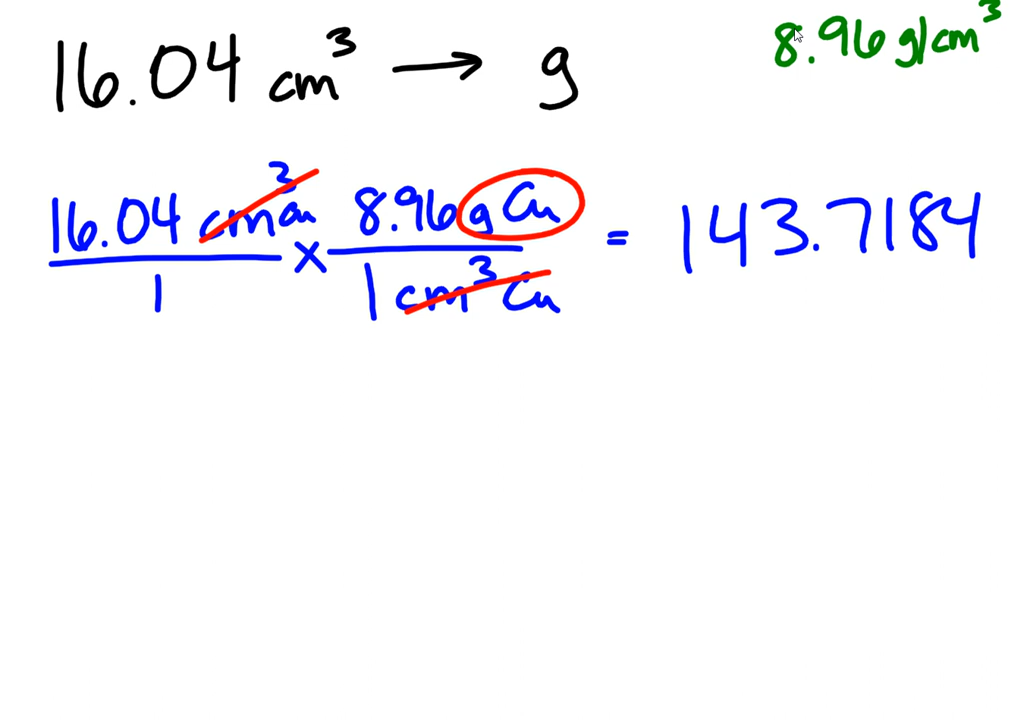 16.04 cm³ → g
8.96 g/cm³
16.04 cm³ Cu / 1 × 8.96 g Cu / 1 cm³ Cu = 143.7184